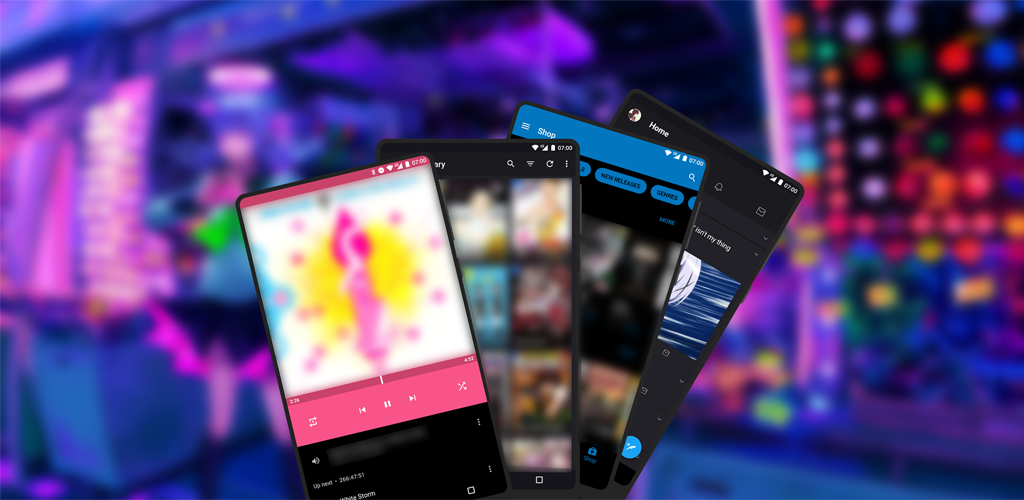 07:00
2:26
4:52
Up next • 266:47:51
White Storm
ary
07:00
Shop
07:00
NEW RELEASES
GENRES
MORE
Shop
Home
07:00
isn't my thing